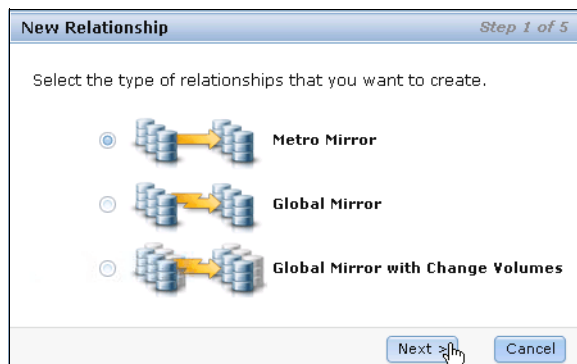 New Relationship Step 1 of 5
Select the type of relationships that you want to create.
Metro Mirror
Global Mirror
Global Mirror with Change Volumes
Next > Cancel